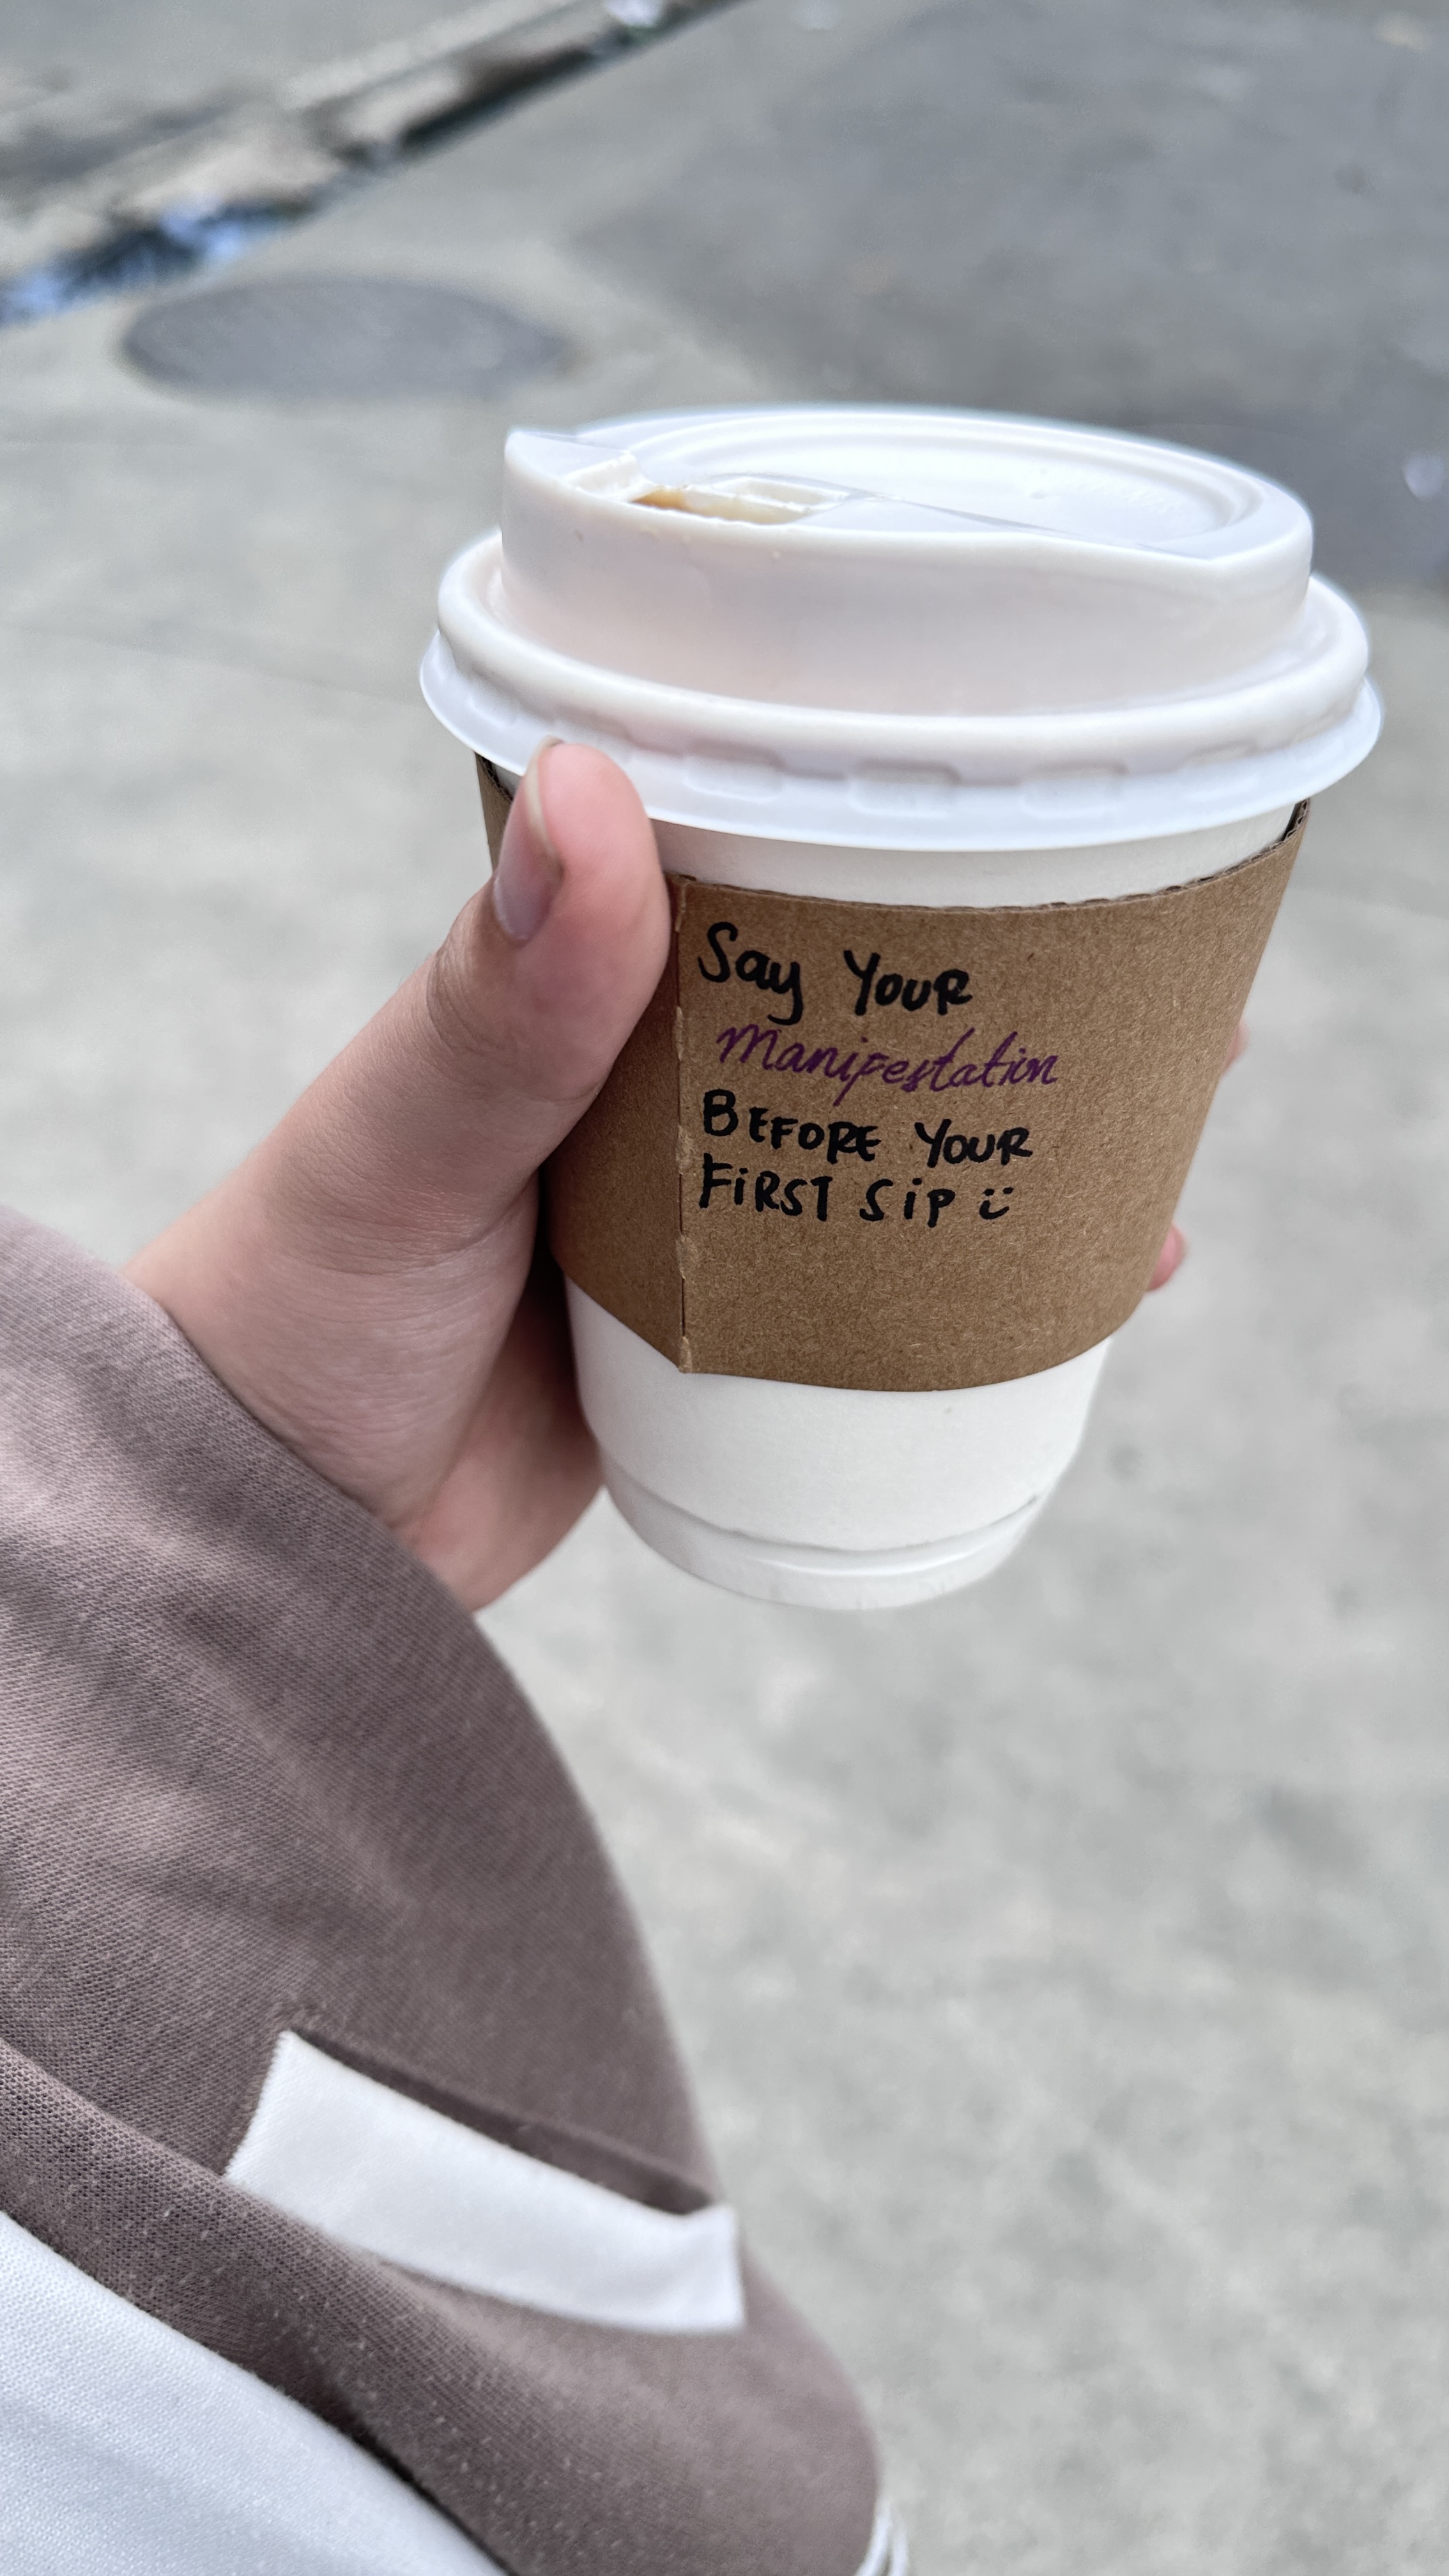 Say YOUR
Manifestation
BEFORE YOUR
FiRST SiP :)